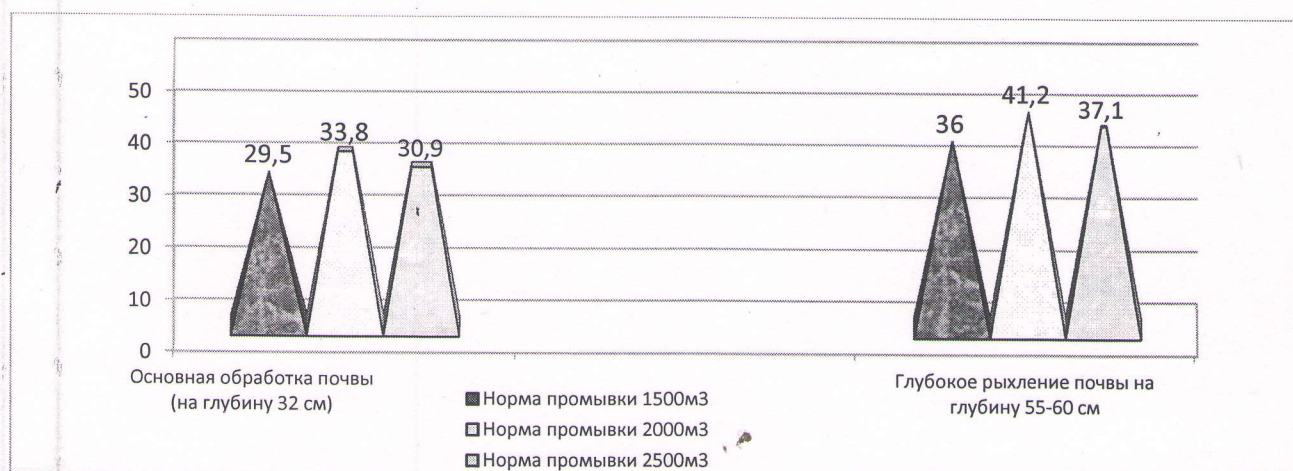 50
40
30
20
10
0
29,5
33,8
30,9
36
41,2
37,1
Основная обработка почвы
(на глубину 32 см)
Глубокое рыхление почвы на
глубину 55-60 см
Норма промывки 1500м3
Норма промывки 2000м3
Норма промывки 2500м3